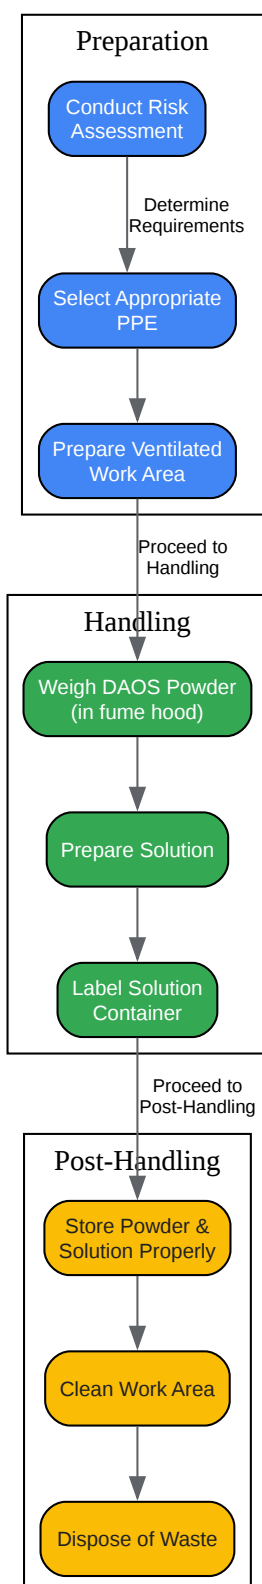 Preparation
Conduct Risk
Assessment
Determine
Requirements
Select Appropriate
PPE
Prepare Ventilated
Work Area
Proceed to
Handling
Handling
Weigh DAOS Powder
(in fume hood)
Prepare Solution
Label Solution
Container
Proceed to
Post-Handling
Post-Handling
Store Powder &
Solution Properly
Clean Work Area
Dispose of Waste